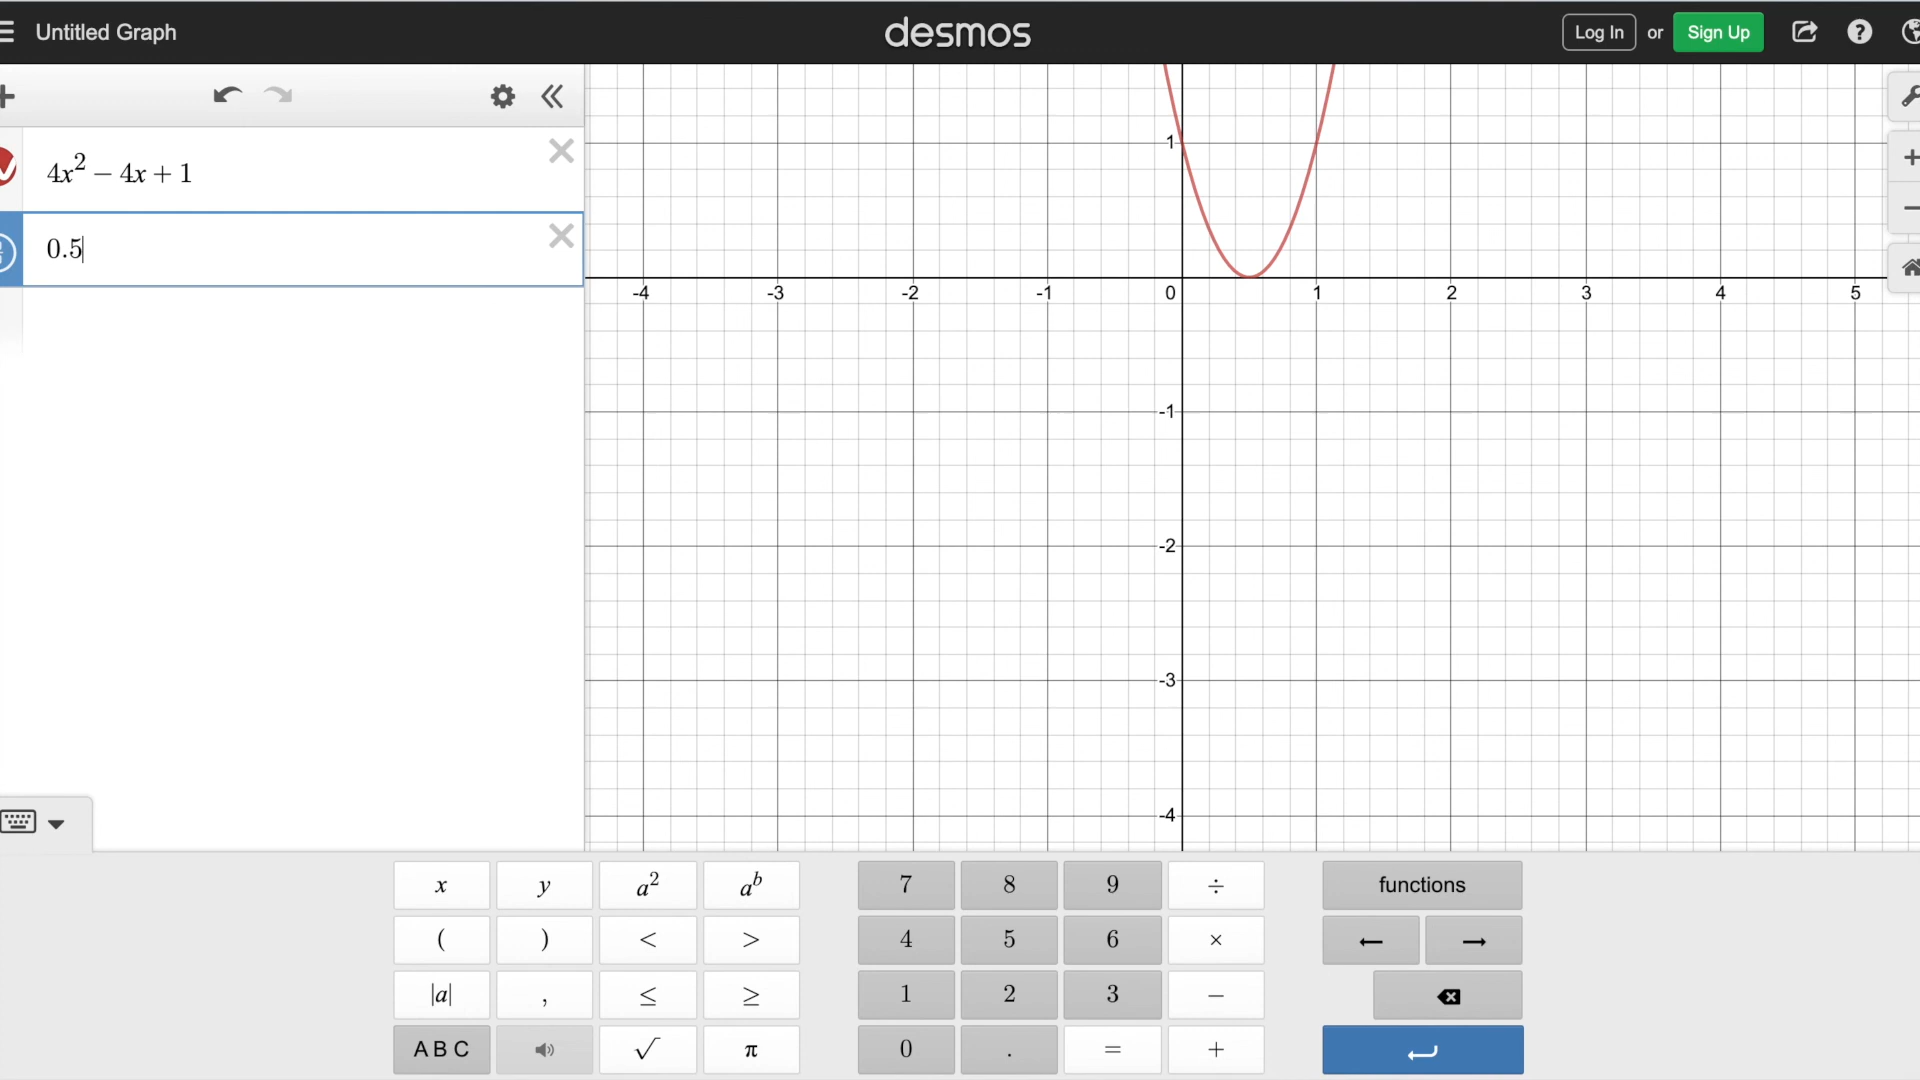 Untitled Graph
desmos
Log In or Sign Up
4x² − 4x + 1
0.5
1
-4 -3 -2 -1 0 1 2 3 4 5
-1
-2
-3
-4
x y a² aᵇ 7 8 9 ÷ functions
( ) < > 4 5 6 × ← →
|a| , ≤ ≥ 1 2 3 −
A B C √ π 0 . = +